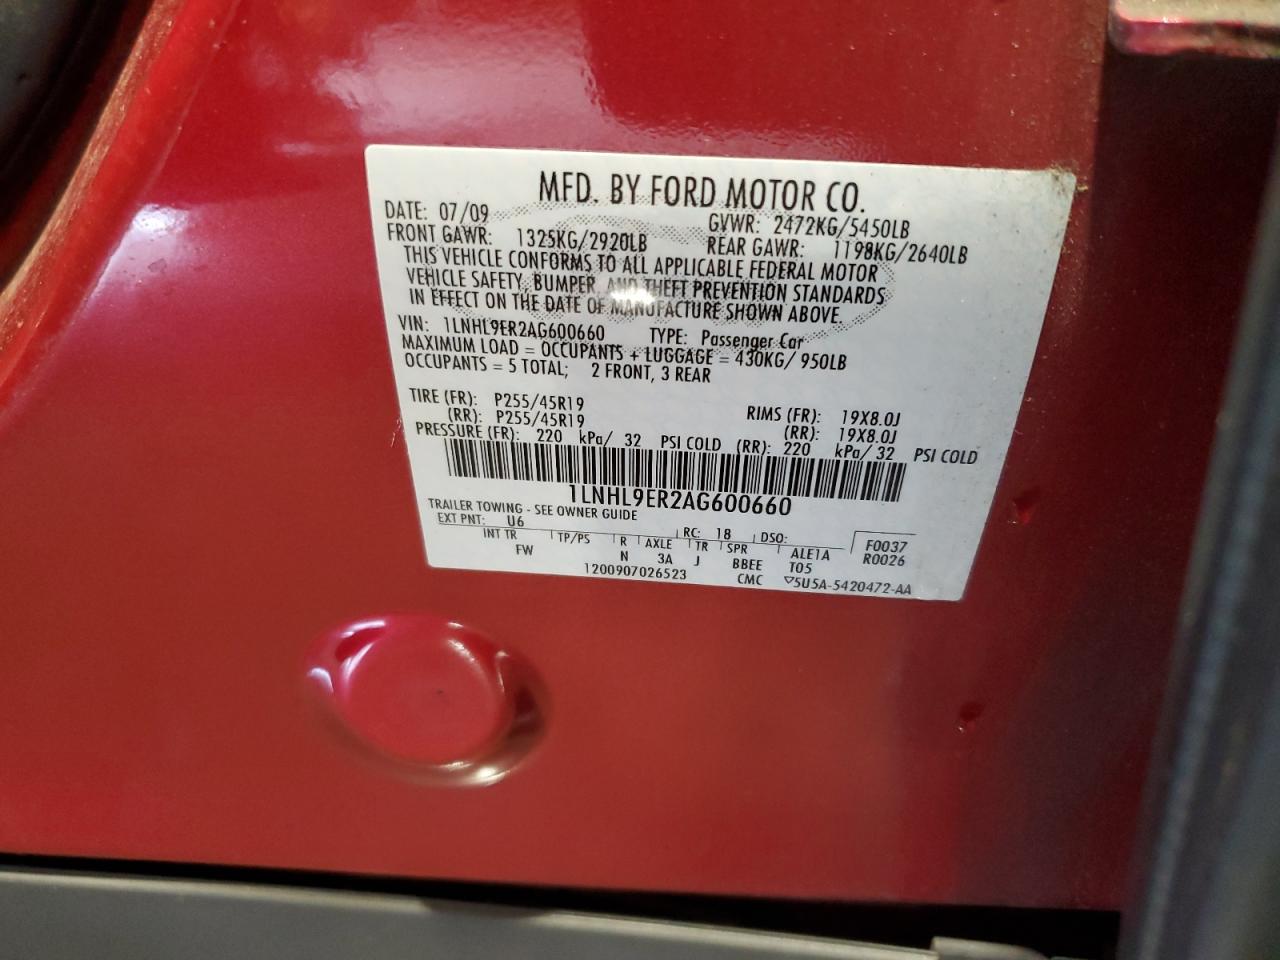 MFD. BY FORD MOTOR CO.
DATE: 07/09 GVWR: 2472KG/5450LB
FRONT GAWR: 1325KG/2920LB REAR GAWR: 1198KG/2640LB
THIS VEHICLE CONFORMS TO ALL APPLICABLE FEDERAL MOTOR
VEHICLE SAFETY, BUMPER, AND THEFT PREVENTION STANDARDS
IN EFFECT ON THE DATE OF MANUFACTURE SHOWN ABOVE.
VIN: 1LNHL9ER2AG600660 TYPE: Passenger Car
MAXIMUM LOAD = OCCUPANTS + LUGGAGE = 430KG/ 950LB
OCCUPANTS = 5 TOTAL; 2 FRONT, 3 REAR
TIRE (FR): P255/45R19 RIMS (FR): 19X8.0J
(RR): P255/45R19 (RR): 19X8.0J
PRESSURE (FR): 220 kPa/ 32 PSI COLD (RR): 220 kPa/ 32 PSI COLD
1LNHL9ER2AG600660
TRAILER TOWING - SEE OWNER GUIDE
EXT PNT: U6 RC: 18 DSO: F0037
INT TR TP/PS R AXLE TR SPR ALE1A R0026
FW N 3A J BBEE T05
1200907026523 CMC ▽5U5A-5420472-AA